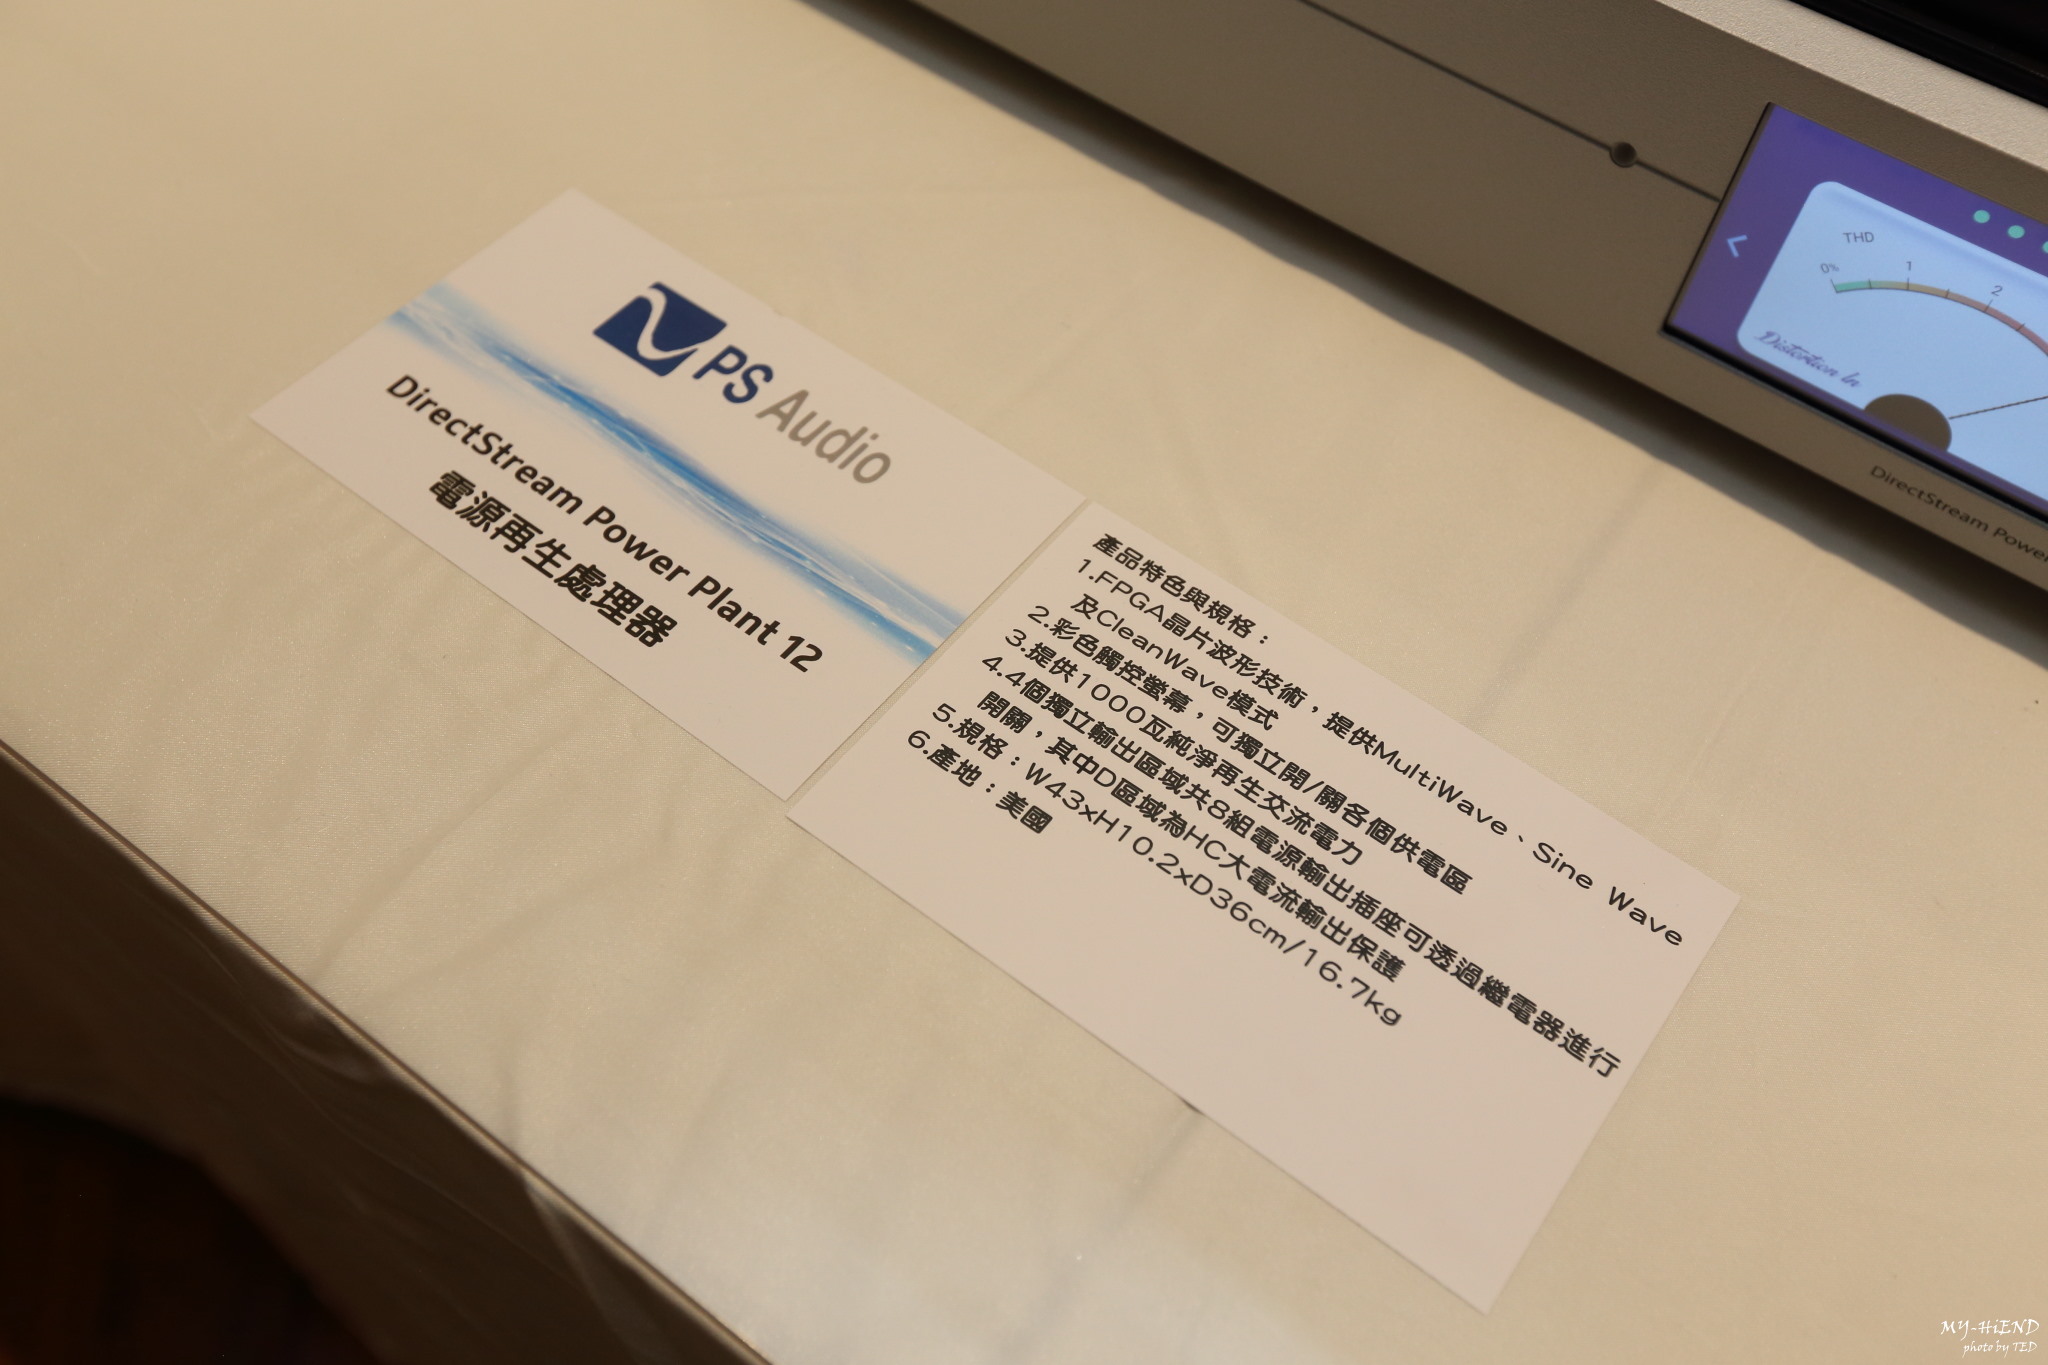 PS Audio
DirectStream Power Plant 12
電源再生處理器
產品特色與規格：
1.FPGA晶片波形技術，提供MultiWave、Sine Wave
及CleanWave模式
2.彩色觸控螢幕，可獨立開/關各個供電區
3.提供1000瓦純淨再生交流電力
4.4個獨立輸出區域共8組電源輸出插座可透過繼電器進行
開關，其中D區域為HC大電流輸出保護
5.規格：W43xH10.2xD36cm/16.7kg
6.產地：美國
THD
0% 1 2
Distortion In
DirectStream Power
MY-HiEND
photo by TED